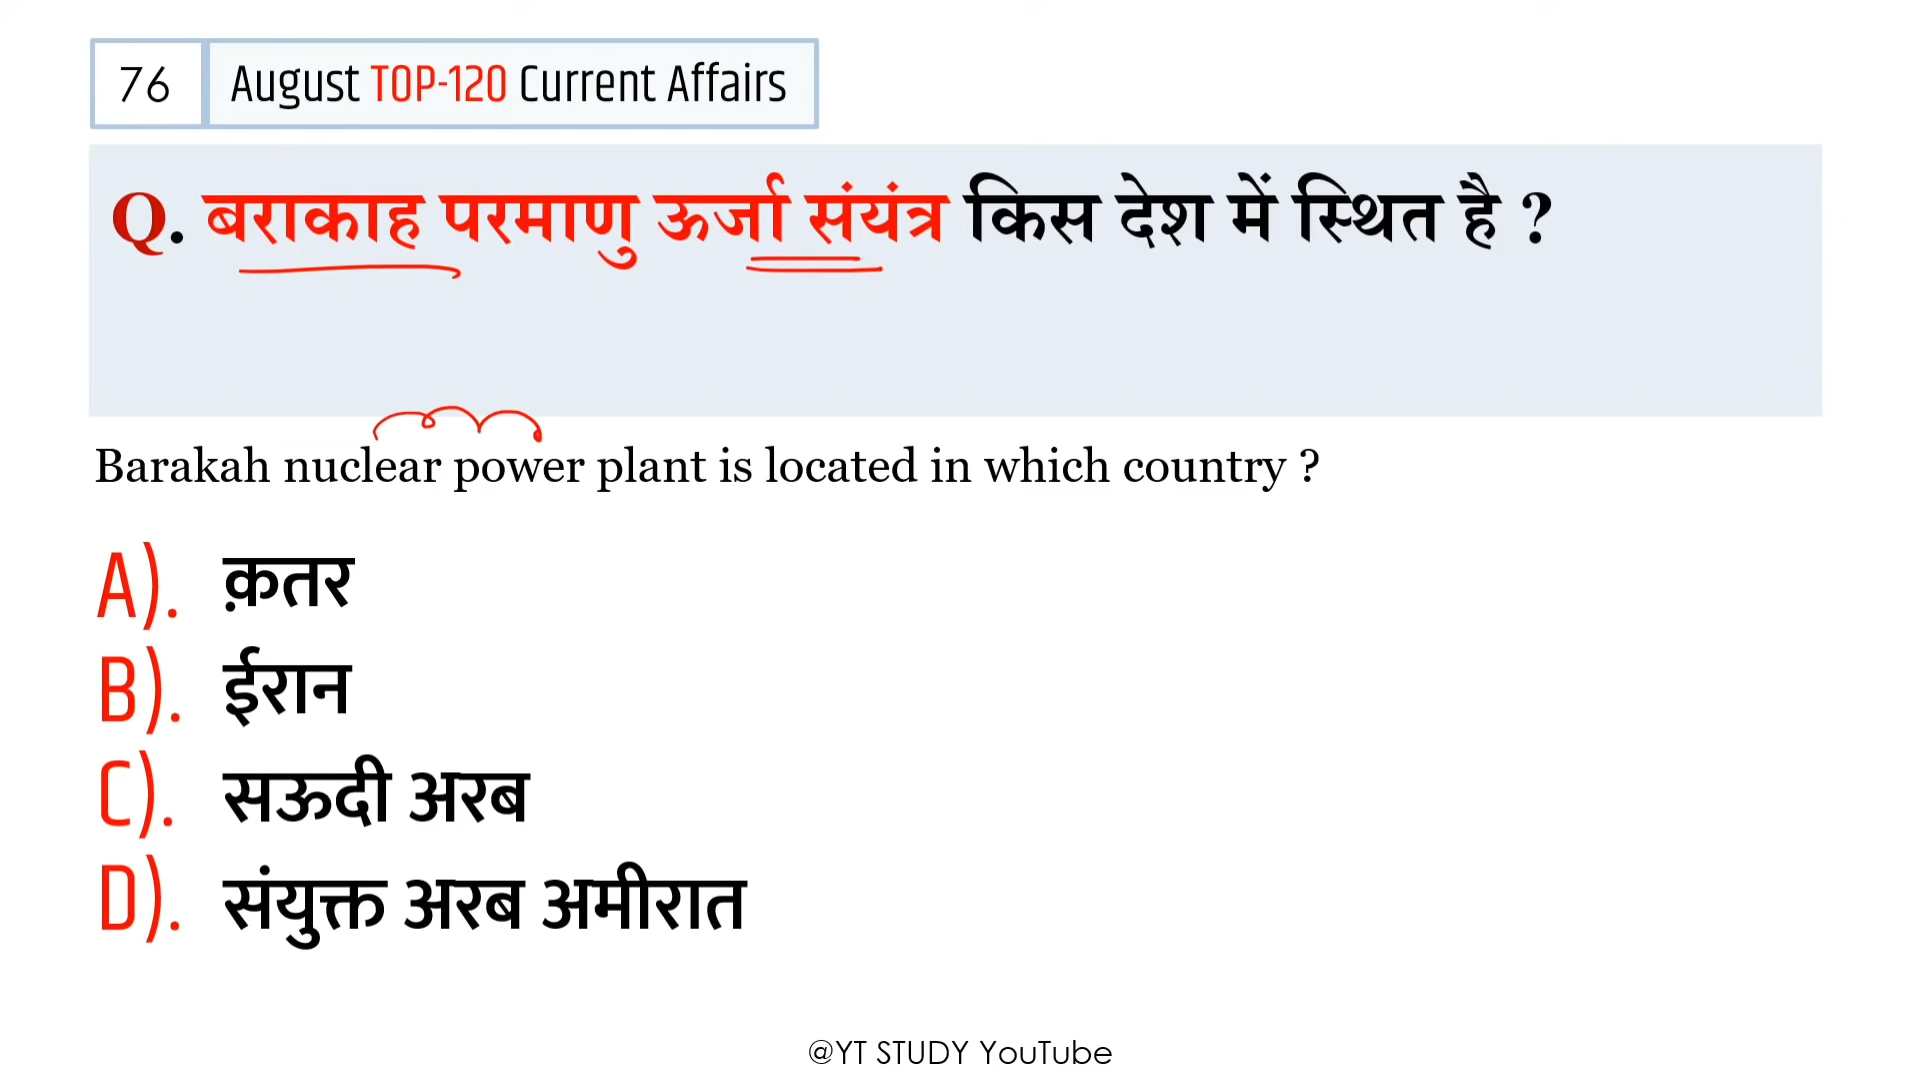 76
August TOP-120 Current Affairs
Q. बराकाह परमाणु ऊर्जा संयंत्र किस देश में स्थित है ?
Barakah nuclear power plant is located in which country ?
A). क़तर
B). ईरान
C). सऊदी अरब
D). संयुक्त अरब अमीरात
@YT STUDY YouTube